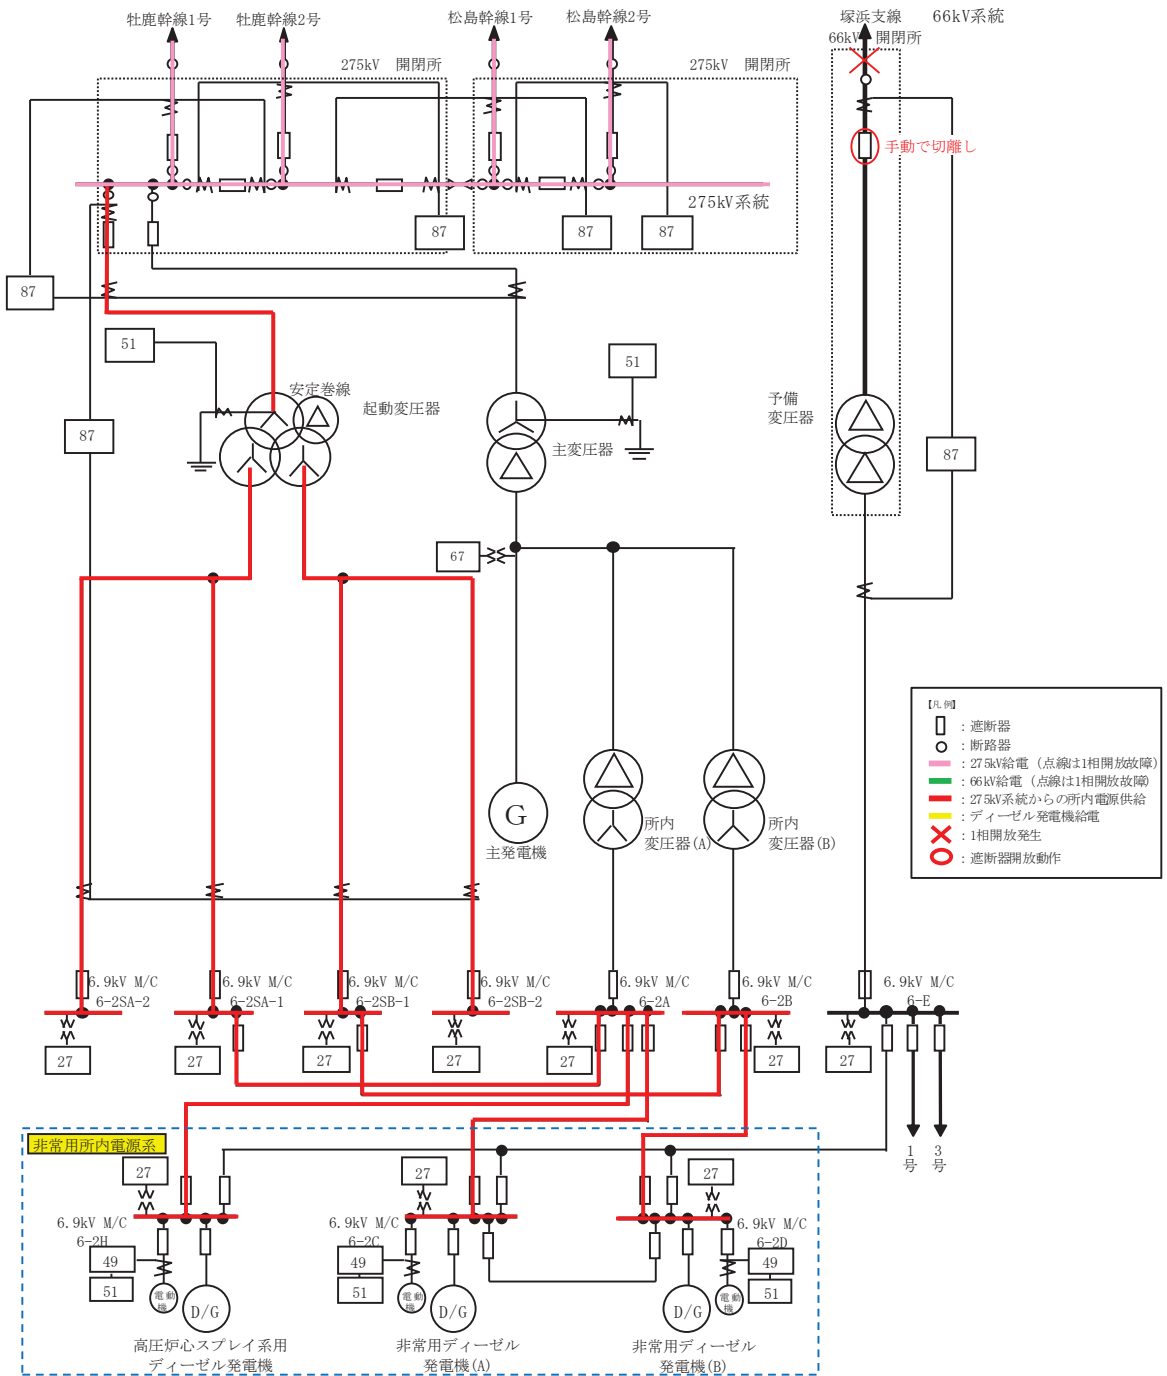 牡鹿幹線1号
牡鹿幹線2号
松島幹線1号
松島幹線2号
塚浜支線
66kV系統
66kV 開閉所
275kV 開閉所
275kV 開閉所
手動で切離し
275kV系統
87
87
87
87
51
安定巻線
起動変圧器
51
主変圧器
予備
変圧器
87
87
67
【凡例】
：遮断器
：断路器
：275kV給電（点線は1相開放故障）
：66kV給電（点線は1相開放故障）
：275kV系統からの所内電源供給
：ディーゼル発電機給電
：1相開放発生
：遮断器開放動作
G
主発電機
所内
変圧器(A)
所内
変圧器(B)
6.9kV M/C
6-2SA-2
6.9kV M/C
6-2SA-1
6.9kV M/C
6-2SB-1
6.9kV M/C
6-2SB-2
6.9kV M/C
6-2A
6.9kV M/C
6-2B
6.9kV M/C
6-E
27
27
27
27
27
27
27
1
号
3
号
非常用所内電源系
27
27
27
6.9kV M/C
6-2H
6.9kV M/C
6-2C
6.9kV M/C
6-2D
49
51
電動
機
D/G
49
51
電動
機
D/G
D/G
電動
機
49
51
高圧炉心スプレイ系用
ディーゼル発電機
非常用ディーゼル
発電機(A)
非常用ディーゼル
発電機(B)